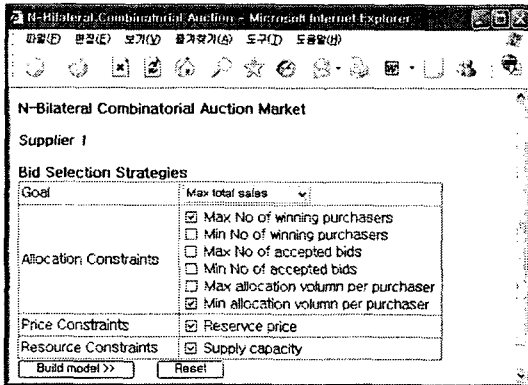 N-Bilateral Combinatorial Auction - Microsoft Internet Explorer
파일(F) 편집(E) 보기(V) 즐겨찾기(A) 도구(T) 도움말(H)
N-Bilateral Combinatorial Auction Market
Supplier 1
Bid Selection Strategies
Goal Max total sales
Allocation Constraints
Max No of winning purchasers
Min No of winning purchasers
Max No of accepted bids
Min No of accepted bids
Max allocation volumn per purchaser
Min allocation volumn per purchaser
Price Constraints Reservce price
Resource Constraints Supply capacity
Build model >> Reset